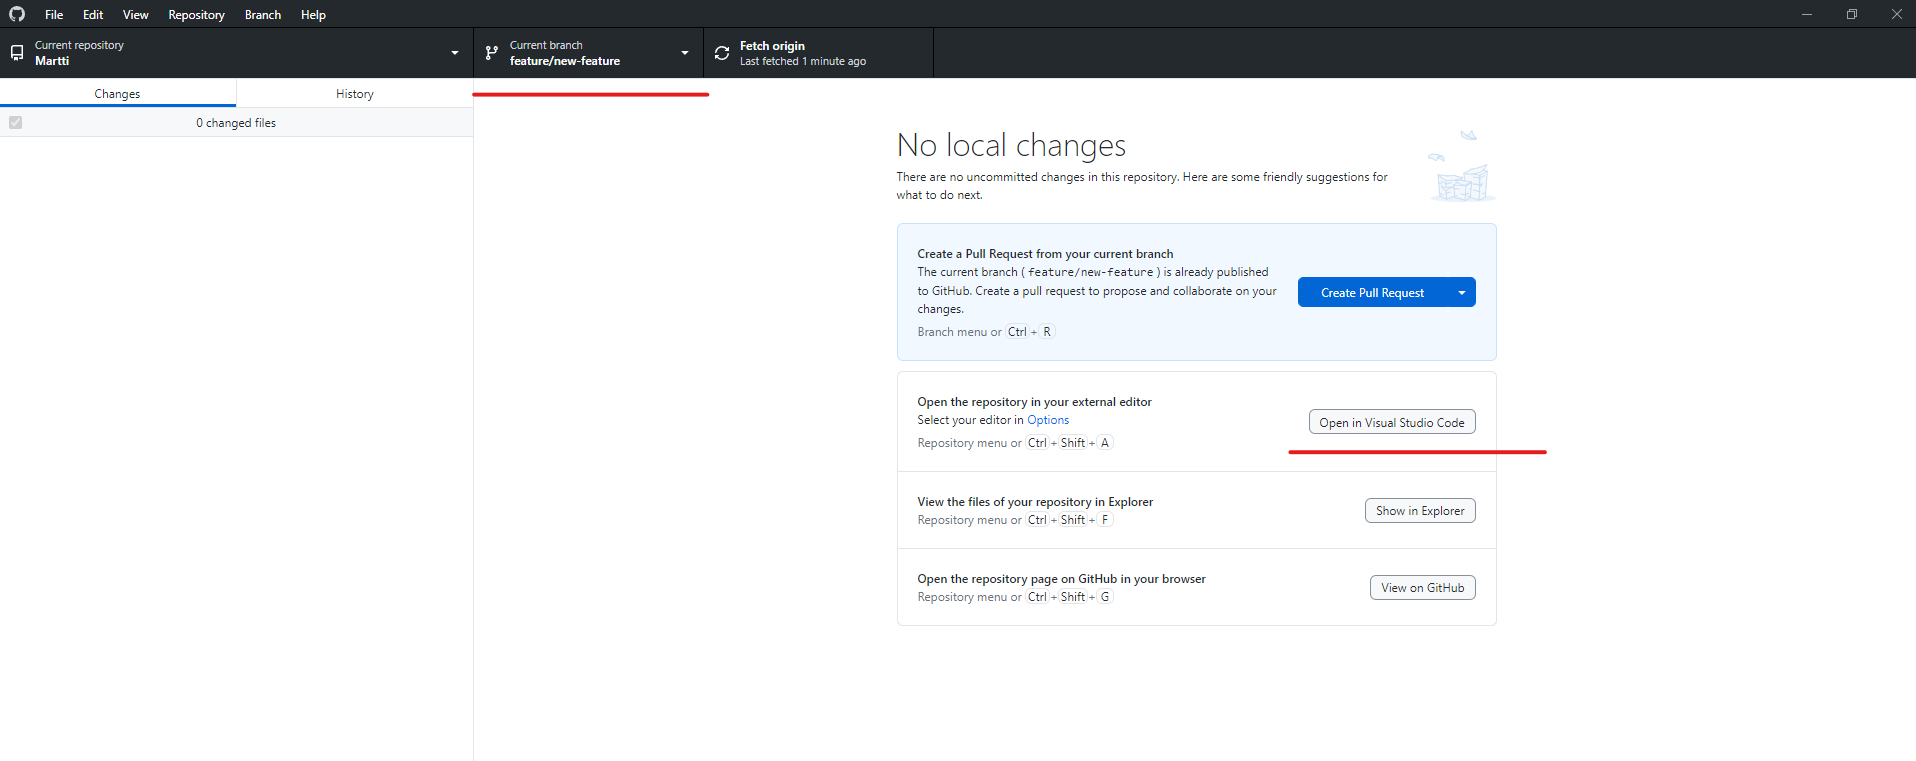 File Edit View Repository Branch Help
Current repository
Martti
Current branch
feature/new-feature
Fetch origin
Last fetched 1 minute ago
Changes
History
0 changed files
No local changes
There are no uncommitted changes in this repository. Here are some friendly suggestions for
what to do next.
Create a Pull Request from your current branch
The current branch ( feature/new-feature ) is already published
to GitHub. Create a pull request to propose and collaborate on your
changes.
Branch menu or Ctrl + R
Create Pull Request
Open the repository in your external editor
Select your editor in Options
Repository menu or Ctrl + Shift + A
Open in Visual Studio Code
View the files of your repository in Explorer
Repository menu or Ctrl + Shift + F
Show in Explorer
Open the repository page on GitHub in your browser
Repository menu or Ctrl + Shift + G
View on GitHub